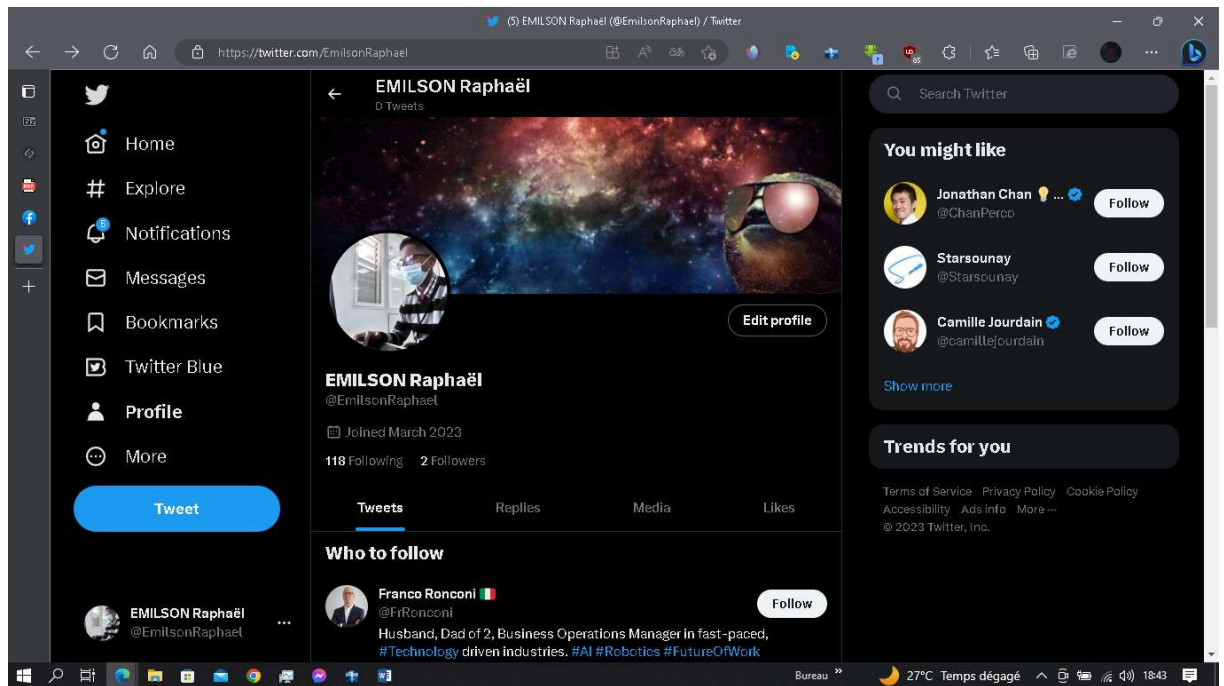 (5) EMILSON Raphaël (@EmilsonRaphael) / Twitter
https://twitter.com/EmilsonRaphael
EMILSON Raphaël
0 Tweets
Search Twitter
Home
Explore
5
Notifications
Messages
Bookmarks
Twitter Blue
Profile
More
Tweet
EMILSON Raphaël
@EmilsonRaphael
Edit profile
EMILSON Raphaël
@EmilsonRaphael
Joined March 2023
118 Following 2 Followers
Tweets Replies Media Likes
Who to follow
Franco Ronconi
@FrRonconi
Follow
Husband, Dad of 2, Business Operations Manager in fast-paced,
#Technology driven industries. #AI #Robotics #FutureOfWork
You might like
Jonathan Chan 💡 ...
@ChanPerco
Follow
Starsounay
@Starsounay
Follow
Camille Jourdain
@camillejourdain
Follow
Show more
Trends for you
Terms of Service Privacy Policy Cookie Policy
Accessibility Ads info More ···
© 2023 Twitter, Inc.
Bureau 27°C Temps dégagé 18:43